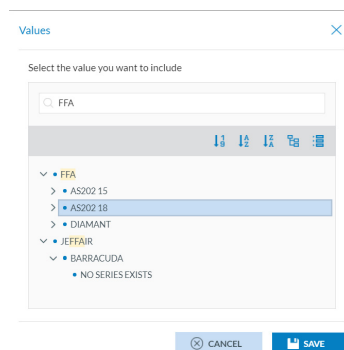 Values
Select the value you want to include
FFA
FFA
AS202 15
AS202 18
DIAMANT
JEFFAIR
BARRACUDA
NO SERIES EXISTS
CANCEL SAVE